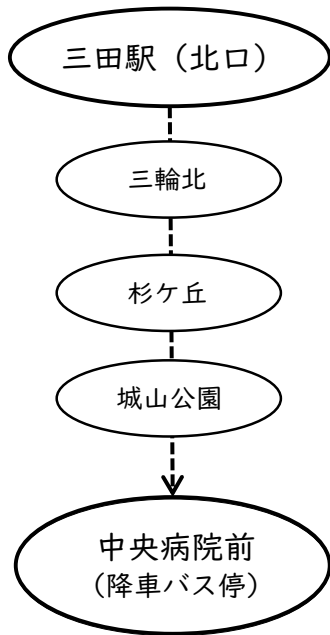 三田駅（北口）
三輪北
杉ケ丘
城山公園
中央病院前
（降車バス停）